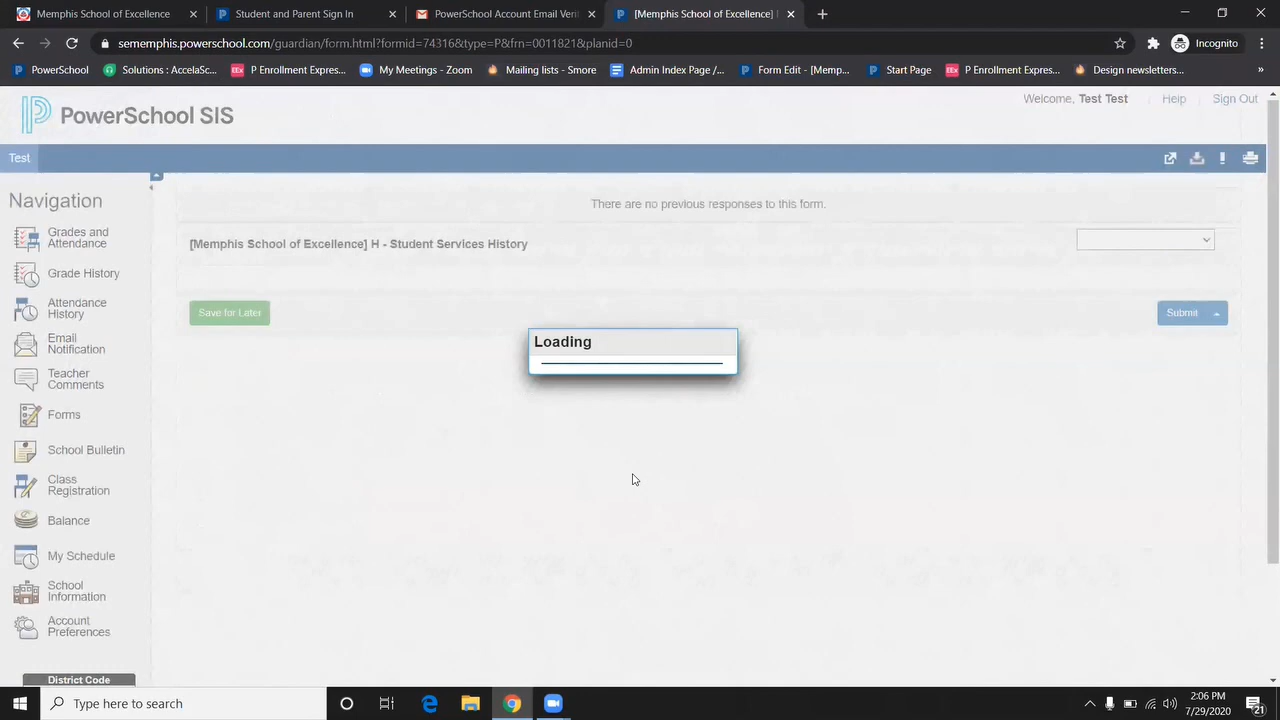 Memphis School of Excellence
Student and Parent Sign In
PowerSchool Account Email Verif
[Memphis School of Excellence] H
sememphis.powerschool.com/guardian/form.html?formid=74316&type=P&frn=0011821&planid=0
Incognito
PowerSchool
Solutions : AccelaSc...
P Enrollment Expres...
My Meetings - Zoom
Mailing lists - Smore
Admin Index Page /...
Form Edit - [Memp...
Start Page
P Enrollment Expres...
Design newsletters...
»
PowerSchool SIS
Welcome, Test Test
Help
Sign Out
Test
Navigation
Grades and
Attendance
Grade History
Attendance
History
Email
Notification
Teacher
Comments
Forms
School Bulletin
Class
Registration
Balance
My Schedule
School
Information
Account
Preferences
District Code
There are no previous responses to this form.
[Memphis School of Excellence] H - Student Services History
Save for Later
Submit
Loading
Type here to search
2:06 PM
7/29/2020
21